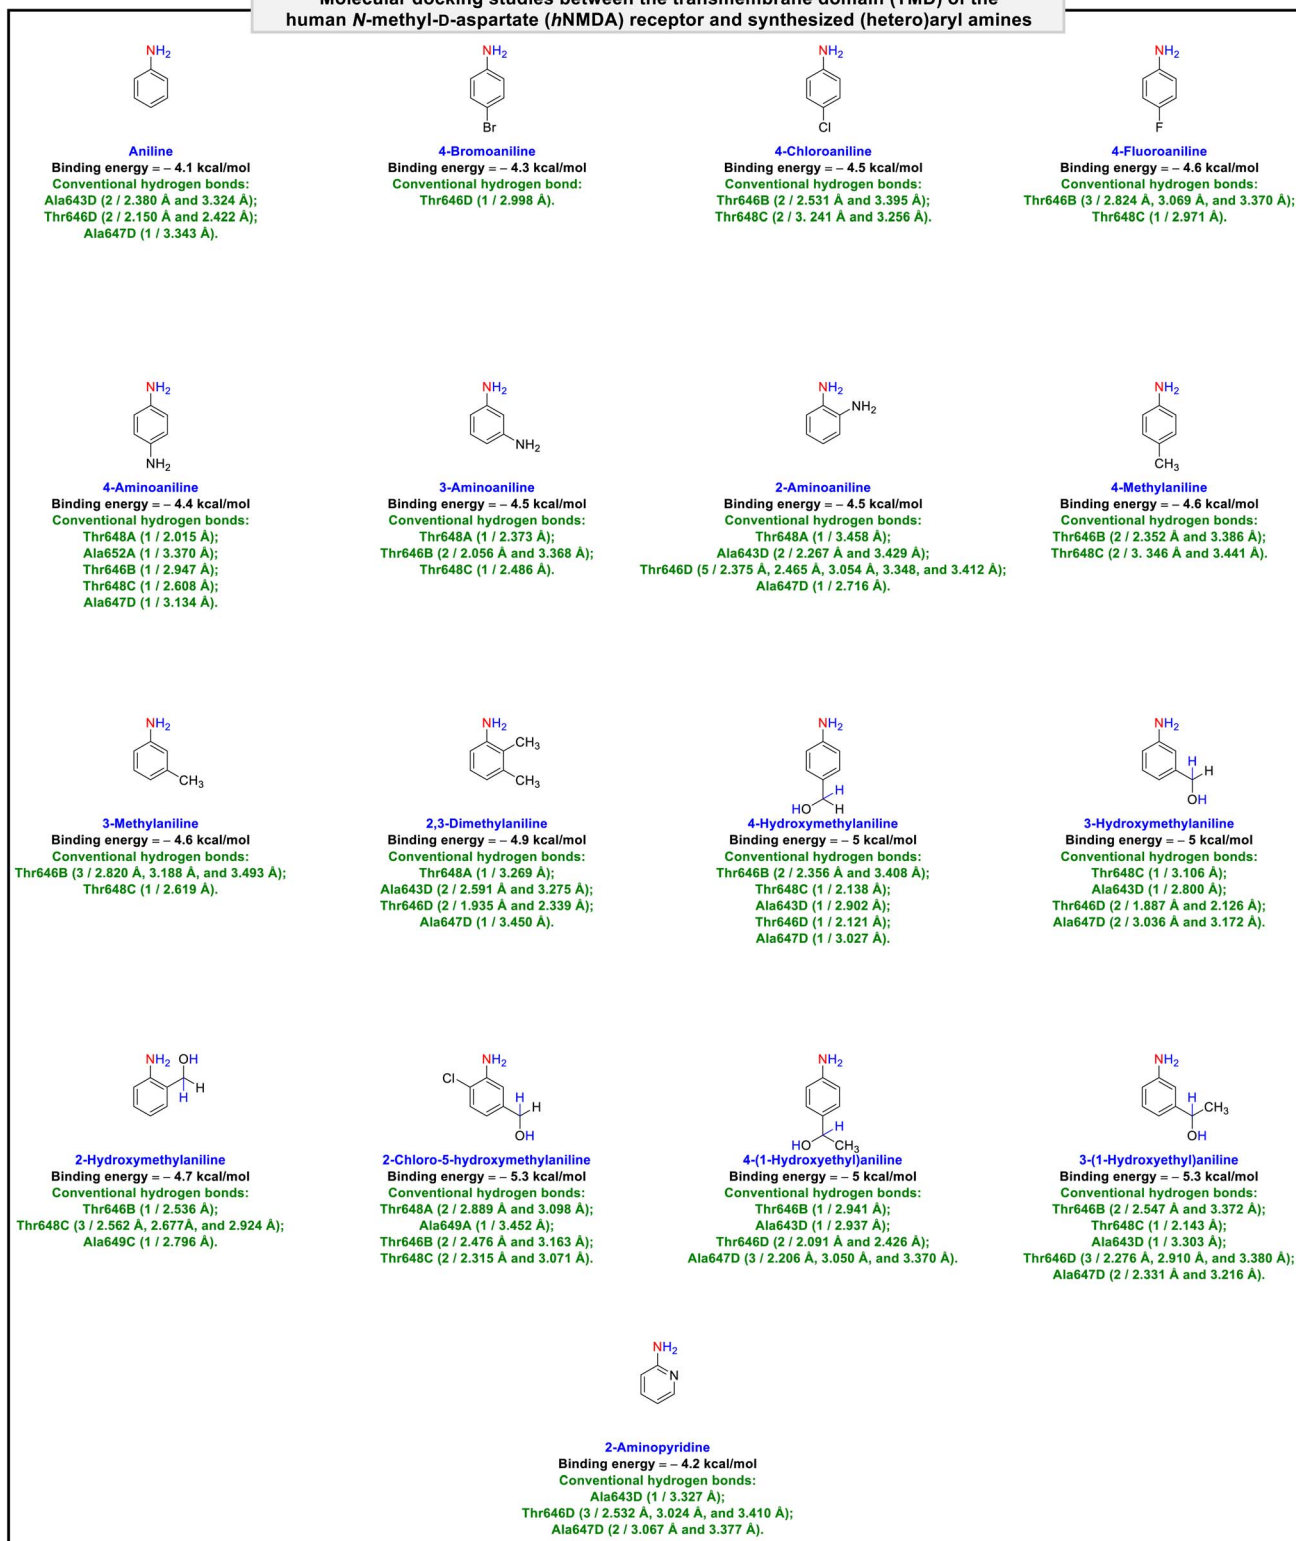 Molecular docking studies between the transmembrane domain (TMD) of the
human N-methyl-D-aspartate (hNMDA) receptor and synthesized (hetero)aryl amines
NH2
NH2
NH2
NH2
Br
Cl
F
Aniline
Binding energy = – 4.1 kcal/mol
Conventional hydrogen bonds:
Ala643D (2 / 2.380 Å and 3.324 Å);
Thr646D (2 / 2.150 Å and 2.422 Å);
Ala647D (1 / 3.343 Å).
4-Bromoaniline
Binding energy = – 4.3 kcal/mol
Conventional hydrogen bond:
Thr646D (1 / 2.998 Å).
4-Chloroaniline
Binding energy = – 4.5 kcal/mol
Conventional hydrogen bonds:
Thr646B (2 / 2.531 Å and 3.395 Å);
Thr648C (2 / 3. 241 Å and 3.256 Å).
4-Fluoroaniline
Binding energy = – 4.6 kcal/mol
Conventional hydrogen bonds:
Thr646B (3 / 2.824 Å, 3.069 Å, and 3.370 Å);
Thr648C (1 / 2.971 Å).
NH2
NH2
NH2
NH2
NH2
NH2
NH2
CH3
4-Aminoaniline
Binding energy = – 4.4 kcal/mol
Conventional hydrogen bonds:
Thr648A (1 / 2.015 Å);
Ala652A (1 / 3.370 Å);
Thr646B (1 / 2.947 Å);
Thr648C (1 / 2.608 Å);
Ala647D (1 / 3.134 Å).
3-Aminoaniline
Binding energy = – 4.5 kcal/mol
Conventional hydrogen bonds:
Thr648A (1 / 2.373 Å);
Thr646B (2 / 2.056 Å and 3.368 Å);
Thr648C (1 / 2.486 Å).
2-Aminoaniline
Binding energy = – 4.5 kcal/mol
Conventional hydrogen bonds:
Thr648A (1 / 3.458 Å);
Ala643D (2 / 2.267 Å and 3.429 Å);
Thr646D (5 / 2.375 Å, 2.465 Å, 3.054 Å, 3.348, and 3.412 Å);
Ala647D (1 / 2.716 Å).
4-Methylaniline
Binding energy = – 4.6 kcal/mol
Conventional hydrogen bonds:
Thr646B (2 / 2.352 Å and 3.386 Å);
Thr648C (2 / 3. 346 Å and 3.441 Å).
NH2
CH3
NH2
CH3
CH3
NH2
H
HO H
NH2
H
H
OH
3-Methylaniline
Binding energy = – 4.6 kcal/mol
Conventional hydrogen bonds:
Thr646B (3 / 2.820 Å, 3.188 Å, and 3.493 Å);
Thr648C (1 / 2.619 Å).
2,3-Dimethylaniline
Binding energy = – 4.9 kcal/mol
Conventional hydrogen bonds:
Thr648A (1 / 3.269 Å);
Ala643D (2 / 2.591 Å and 3.275 Å);
Thr646D (2 / 1.935 Å and 2.339 Å);
Ala647D (1 / 3.450 Å).
4-Hydroxymethylaniline
Binding energy = – 5 kcal/mol
Conventional hydrogen bonds:
Thr646B (2 / 2.356 Å and 3.408 Å);
Thr648C (1 / 2.138 Å);
Ala643D (1 / 2.902 Å);
Thr646D (1 / 2.121 Å);
Ala647D (1 / 3.027 Å).
3-Hydroxymethylaniline
Binding energy = – 5 kcal/mol
Conventional hydrogen bonds:
Thr648C (1 / 3.106 Å);
Ala643D (1 / 2.800 Å);
Thr646D (2 / 1.887 Å and 2.126 Å);
Ala647D (2 / 3.036 Å and 3.172 Å).
NH2 OH
H
H
NH2
Cl
H
H
OH
NH2
H
HO CH3
NH2
H
CH3
OH
2-Hydroxymethylaniline
Binding energy = – 4.7 kcal/mol
Conventional hydrogen bonds:
Thr646B (1 / 2.536 Å);
Thr648C (3 / 2.562 Å, 2.677Å, and 2.924 Å);
Ala649C (1 / 2.796 Å).
2-Chloro-5-hydroxymethylaniline
Binding energy = – 5.3 kcal/mol
Conventional hydrogen bonds:
Thr648A (2 / 2.889 Å and 3.098 Å);
Ala649A (1 / 3.452 Å);
Thr646B (2 / 2.476 Å and 3.163 Å);
Thr648C (2 / 2.315 Å and 3.071 Å).
4-(1-Hydroxyethyl)aniline
Binding energy = – 5 kcal/mol
Conventional hydrogen bonds:
Thr646B (1 / 2.941 Å);
Ala643D (1 / 2.937 Å);
Thr646D (2 / 2.091 Å and 2.426 Å);
Ala647D (3 / 2.206 Å, 3.050 Å, and 3.370 Å).
3-(1-Hydroxyethyl)aniline
Binding energy = – 5.3 kcal/mol
Conventional hydrogen bonds:
Thr646B (2 / 2.547 Å and 3.372 Å);
Thr648C (1 / 2.143 Å);
Ala643D (1 / 3.303 Å);
Thr646D (3 / 2.276 Å, 2.910 Å, and 3.380 Å);
Ala647D (2 / 2.331 Å and 3.216 Å).
NH2
N
2-Aminopyridine
Binding energy = – 4.2 kcal/mol
Conventional hydrogen bonds:
Ala643D (1 / 3.327 Å);
Thr646D (3 / 2.532 Å, 3.024 Å, and 3.410 Å);
Ala647D (2 / 3.067 Å and 3.377 Å).